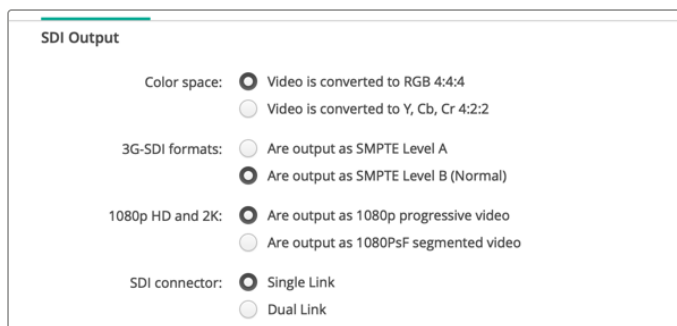 SDI Output
Color space: Video is converted to RGB 4:4:4
Video is converted to Y, Cb, Cr 4:2:2
3G-SDI formats: Are output as SMPTE Level A
Are output as SMPTE Level B (Normal)
1080p HD and 2K: Are output as 1080p progressive video
Are output as 1080PsF segmented video
SDI connector: Single Link
Dual Link